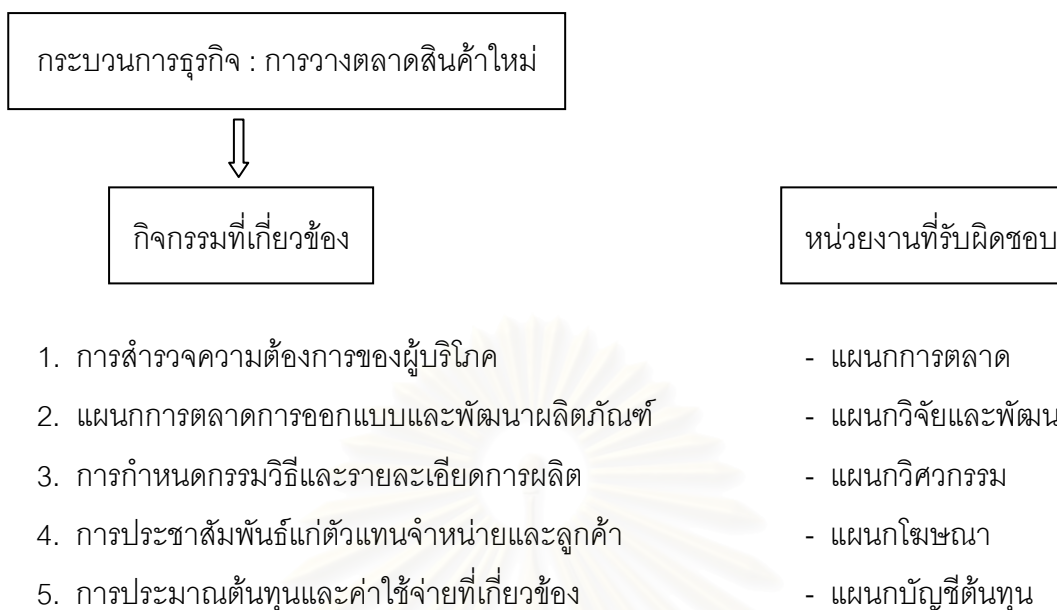 กระบวนการธุรกิจ : การวางตลาดสินค้าใหม่
กิจกรรมที่เกี่ยวข้อง
หน่วยงานที่รับผิดชอบ
1. การสำรวจความต้องการของผู้บริโภค - แผนกการตลาด
2. แผนกการตลาดการออกแบบและพัฒนาผลิตภัณฑ์ - แผนกวิจัยและพัฒน
3. การกำหนดกรรมวิธีและรายละเอียดการผลิต - แผนกวิศวกรรม
4. การประชาสัมพันธ์แก่ตัวแทนจำหน่ายและลูกค้า - แผนกโฆษณา
5. การประมาณต้นทุนและค่าใช้จ่ายที่เกี่ยวข้อง - แผนกบัญชีต้นทุน